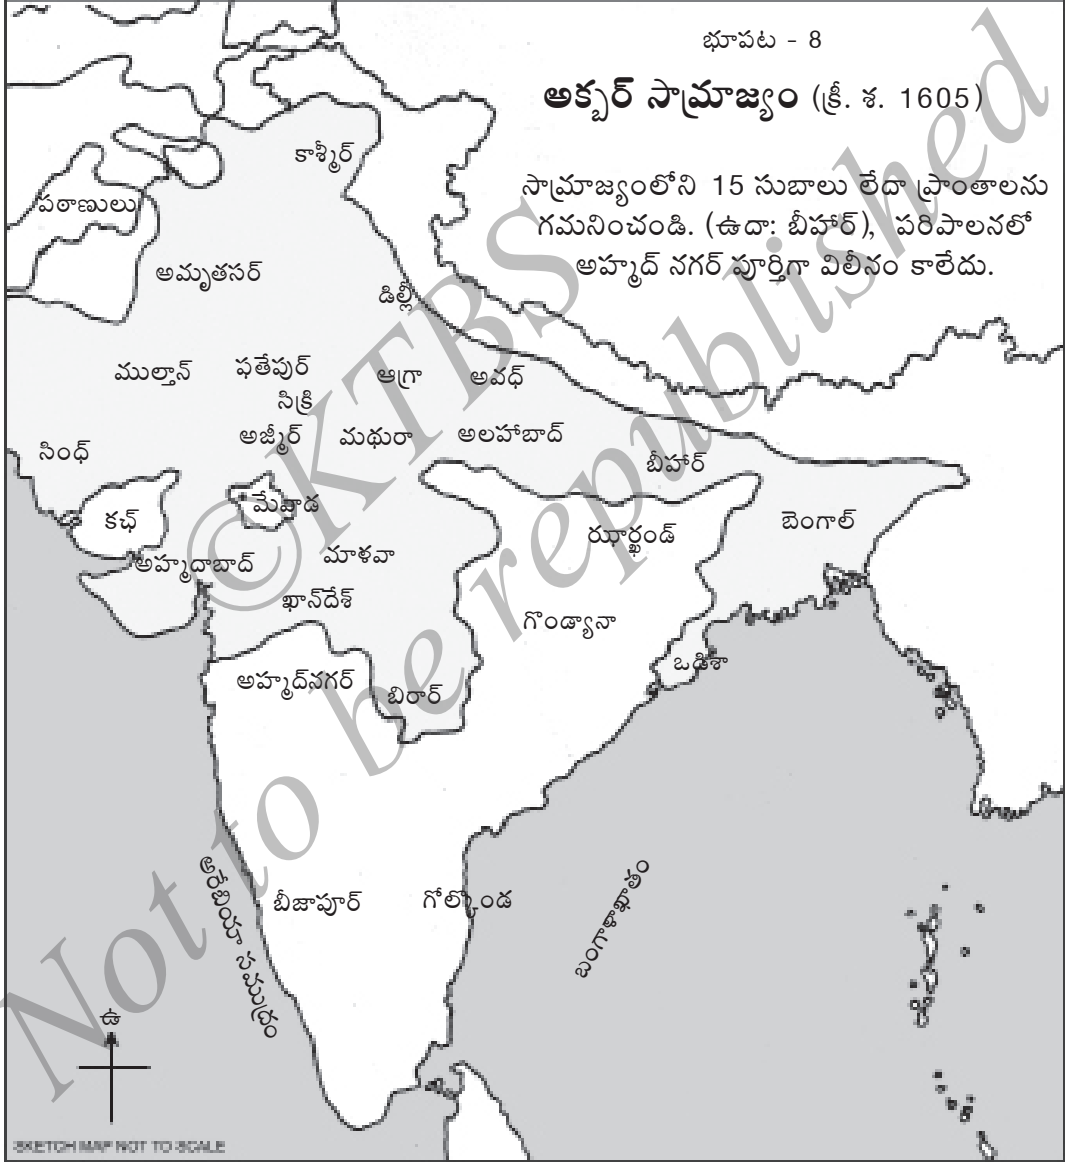 భూపట - 8
అక్బర్ సామ్రాజ్యం (క్రీ. శ. 1605)
సామ్రాజ్యంలోని 15 సుబాలు లేదా ప్రాంతాలను
గమనించండి. (ఉదా: బీహార్), పరిపాలనలో
అహ్మద్ నగర్ పూర్తిగా విలీనం కాలేదు.
కాశ్మీర్
పఠాణులు
అమృతసర్
డిల్లీ
ముల్తాన్
ఫతేపుర్
సిక్రి
ఆగ్రా
అవధ్
అజ్మీర్
మథురా
అలహాబాద్
సింధ్
బీహార్
మేవాడ
కఛ్
బెంగాల్
ఝార్ఖండ్
అహ్మదాబాద్
మాళవా
ఖాన్‌దేశ్
గొండ్యానా
ఒడిశా
అహ్మద్‌నగర్
బిరార్
బీజాపూర్
గోల్కొండ
అరేబియా సముద్రం
బంగాళాఖాతం
ఉ
SKETCH MAP NOT TO SCALE
©KTBS
Not to be republished